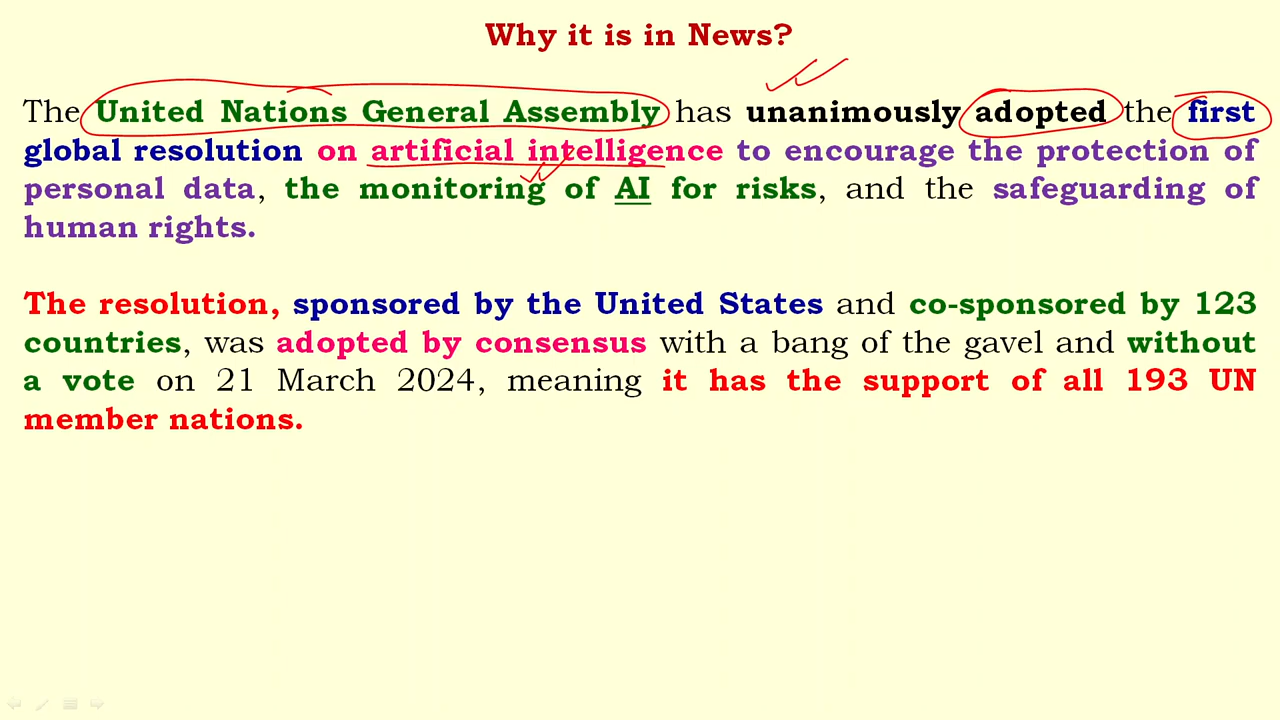 Why it is in News?
The United Nations General Assembly has unanimously adopted the first
global resolution on artificial intelligence to encourage the protection of
personal data, the monitoring of AI for risks, and the safeguarding of
human rights.
The resolution, sponsored by the United States and co-sponsored by 123
countries, was adopted by consensus with a bang of the gavel and without
a vote on 21 March 2024, meaning it has the support of all 193 UN
member nations.